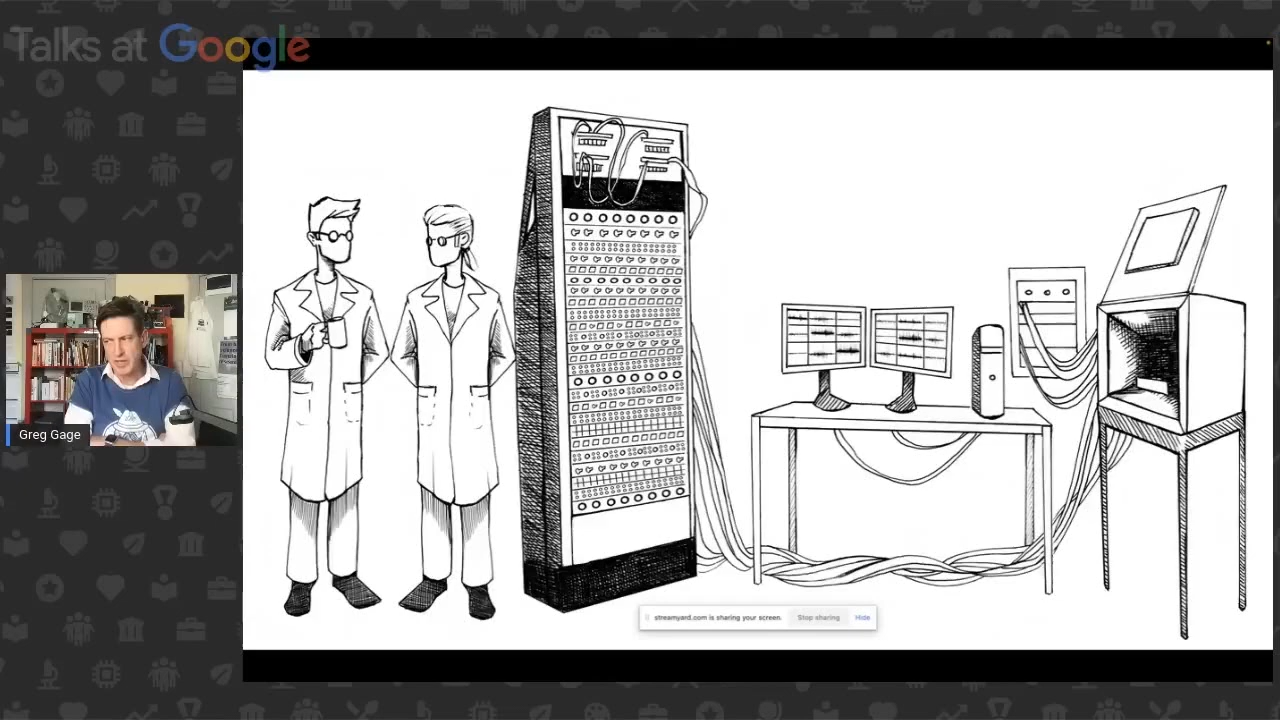 Talks at Google
Greg Gage
streamyard.com is sharing your screen. Stop sharing Hide